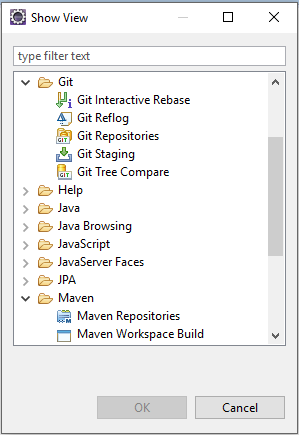 Show View
type filter text
Git
Git Interactive Rebase
Git Reflog
Git Repositories
Git Staging
Git Tree Compare
Help
Java
Java Browsing
JavaScript
JavaServer Faces
JPA
Maven
Maven Repositories
Maven Workspace Build
OK
Cancel